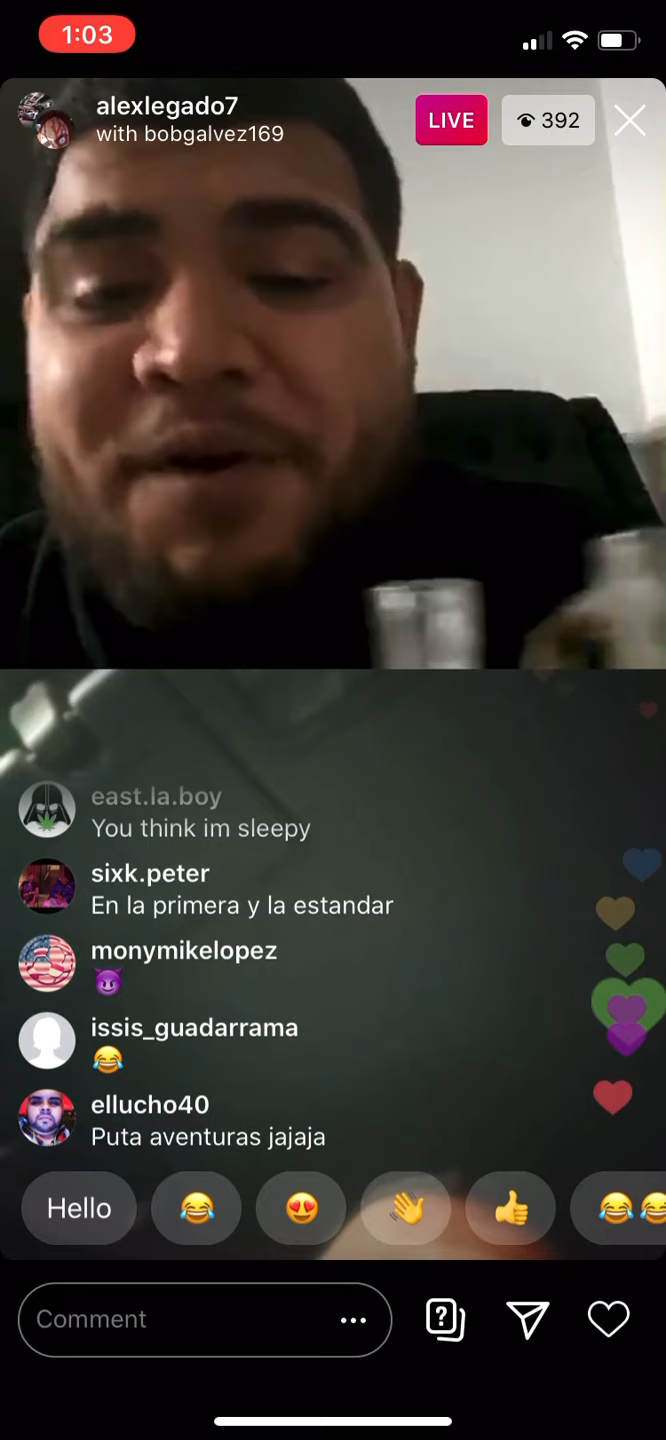 1:03
alexlegado7
with bobgalvez169
LIVE
392
east.la.boy
You think im sleepy
sixk.peter
En la primera y la estandar
monymikelopez
😈
issis_guadarrama
😂
ellucho40
Puta aventuras jajaja
Hello 😂 😍 👋 👍 😂😂
Comment
?